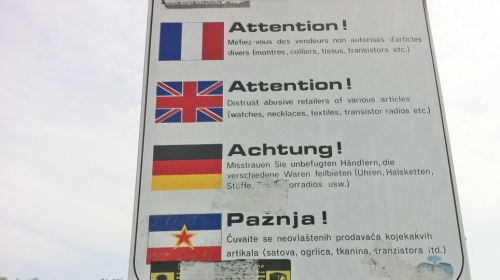 Attention!
Méfiez-vous des vendeurs non autorisés d'articles
divers (montres, colliers, tissus, transistors etc.)
Attention!
Distrust abusive retailers of various articles
(watches, necklaces, textiles, transistor radios etc.)
Achtung!
Misstrauen Sie unbefugten Händlern, die
verschiedene Waren feilbieten (Uhren, Halsketten,
Stoffe, usw.)
Pažnja!
Čuvajte se neovlaštenih prodavača kojekakvih
artikala (satova, ogrlica, tkanina, tranzistora itd.)